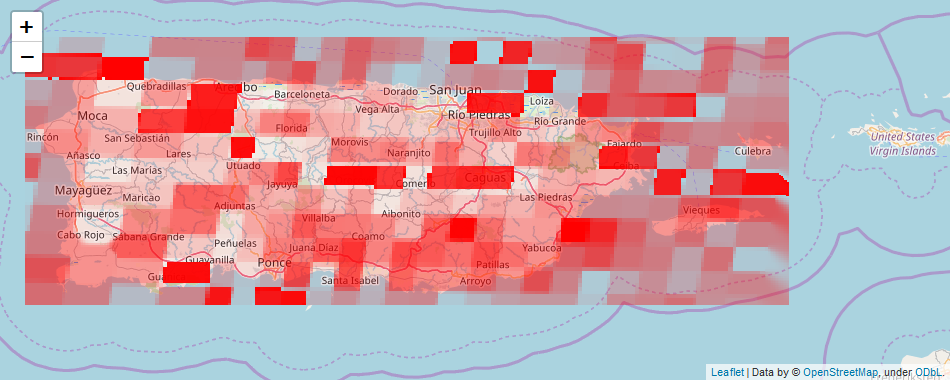 +
−
Quebradillas
Barceloneta
Dorado
San Juan
Loíza
Moca
Vega Alta
Río Piedras
Río Grande
Rincón
San Sebastián
Florida
Trujillo Alto
Fajardo
United States
Virgin Islands
Añasco
Lares
Morovis
Naranjito
Culebra
Las Marías
Utuado
Ceiba
Mayagüez
Maricao
Jayuya
Comerío
Caguas
Las Piedras
Hormigueros
Adjuntas
Villalba
Aibonito
Vieques
Cabo Rojo
Sabana Grande
Peñuelas
Juana Díaz
Coamo
Yabucoa
Guayanilla
Ponce
Patillas
Santa Isabel
Arroyo
Leaflet | Data by © OpenStreetMap, under ODbL.